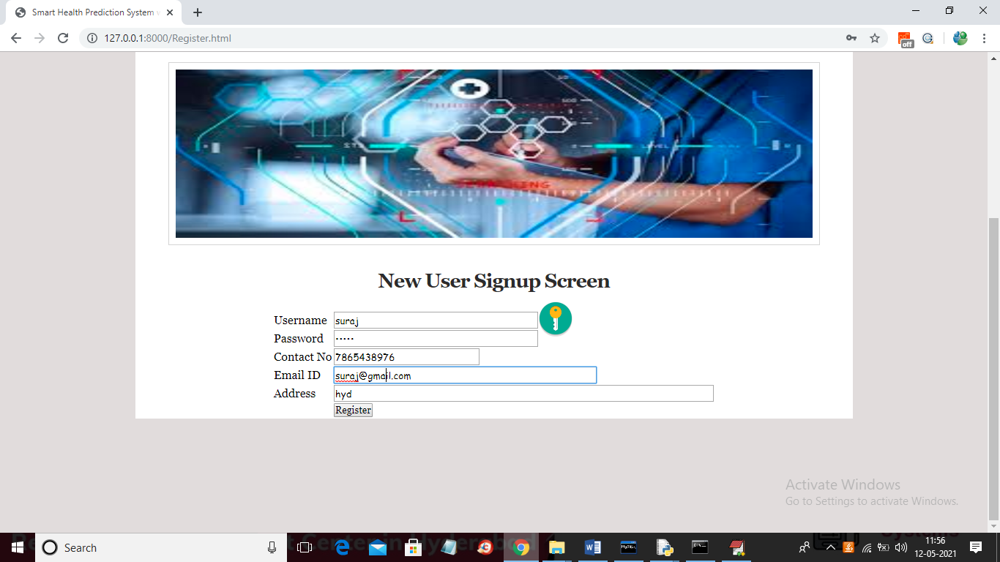 Smart Health Prediction System
127.0.0.1:8000/Register.html
off
New User Signup Screen
Username suraj
Password •••••
Contact No 7865438976
Email ID suraj@gmail.com
Address hyd
Register
Activate Windows
Go to Settings to activate Windows.
Search
11:56
12-05-2021